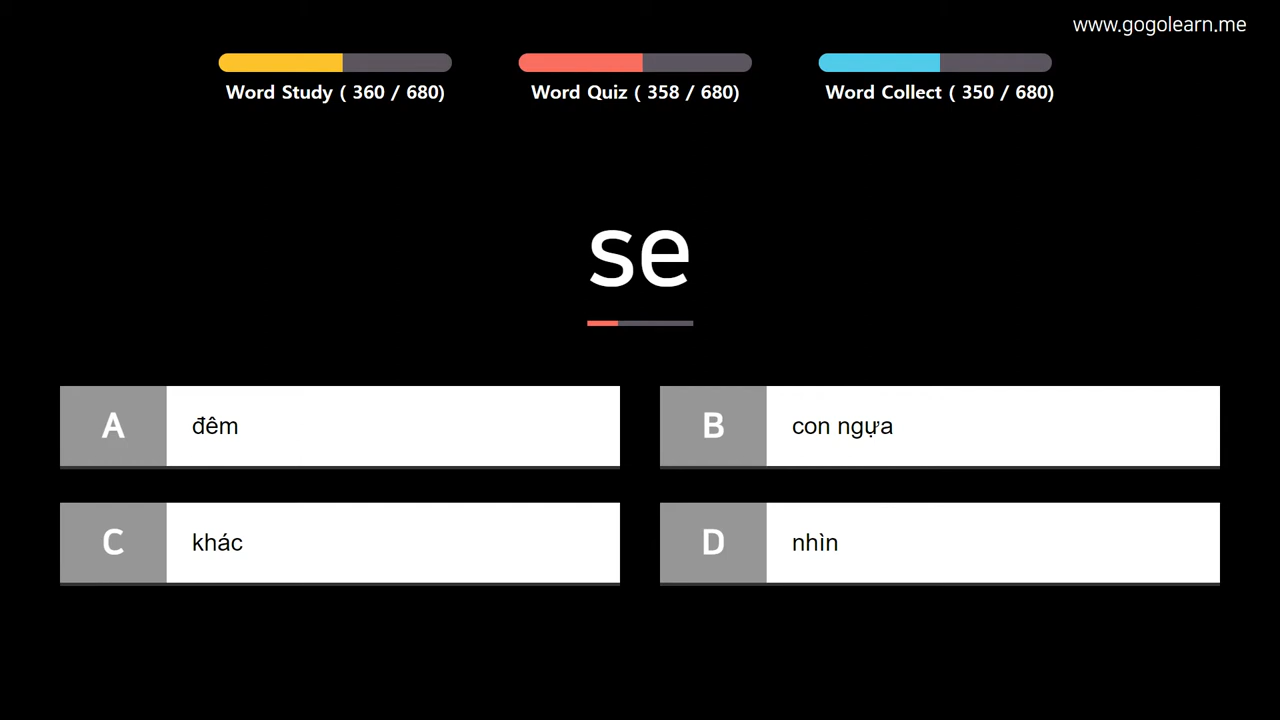 www.gogolearn.me
Word Study ( 360 / 680)
Word Quiz ( 358 / 680)
Word Collect ( 350 / 680)
se
A đêm
B con ngựa
C khác
D nhìn